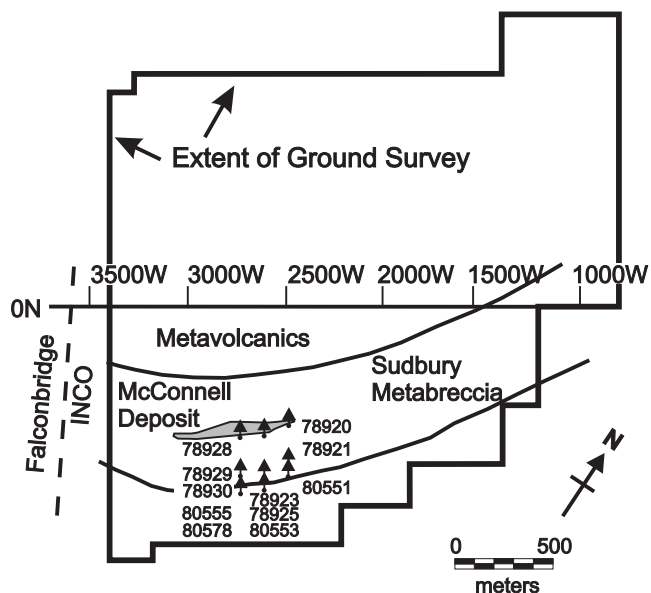 Extent of Ground Survey
3500W 3000W 2500W 2000W 1500W 1000W
0N
Metavolcanics
Falconbridge
INCO
Sudbury
Metabreccia
McConnell
Deposit
78920
78928
78921
78929
78930
80551
78923
80555
78925
80578
80553
N
0 500
meters